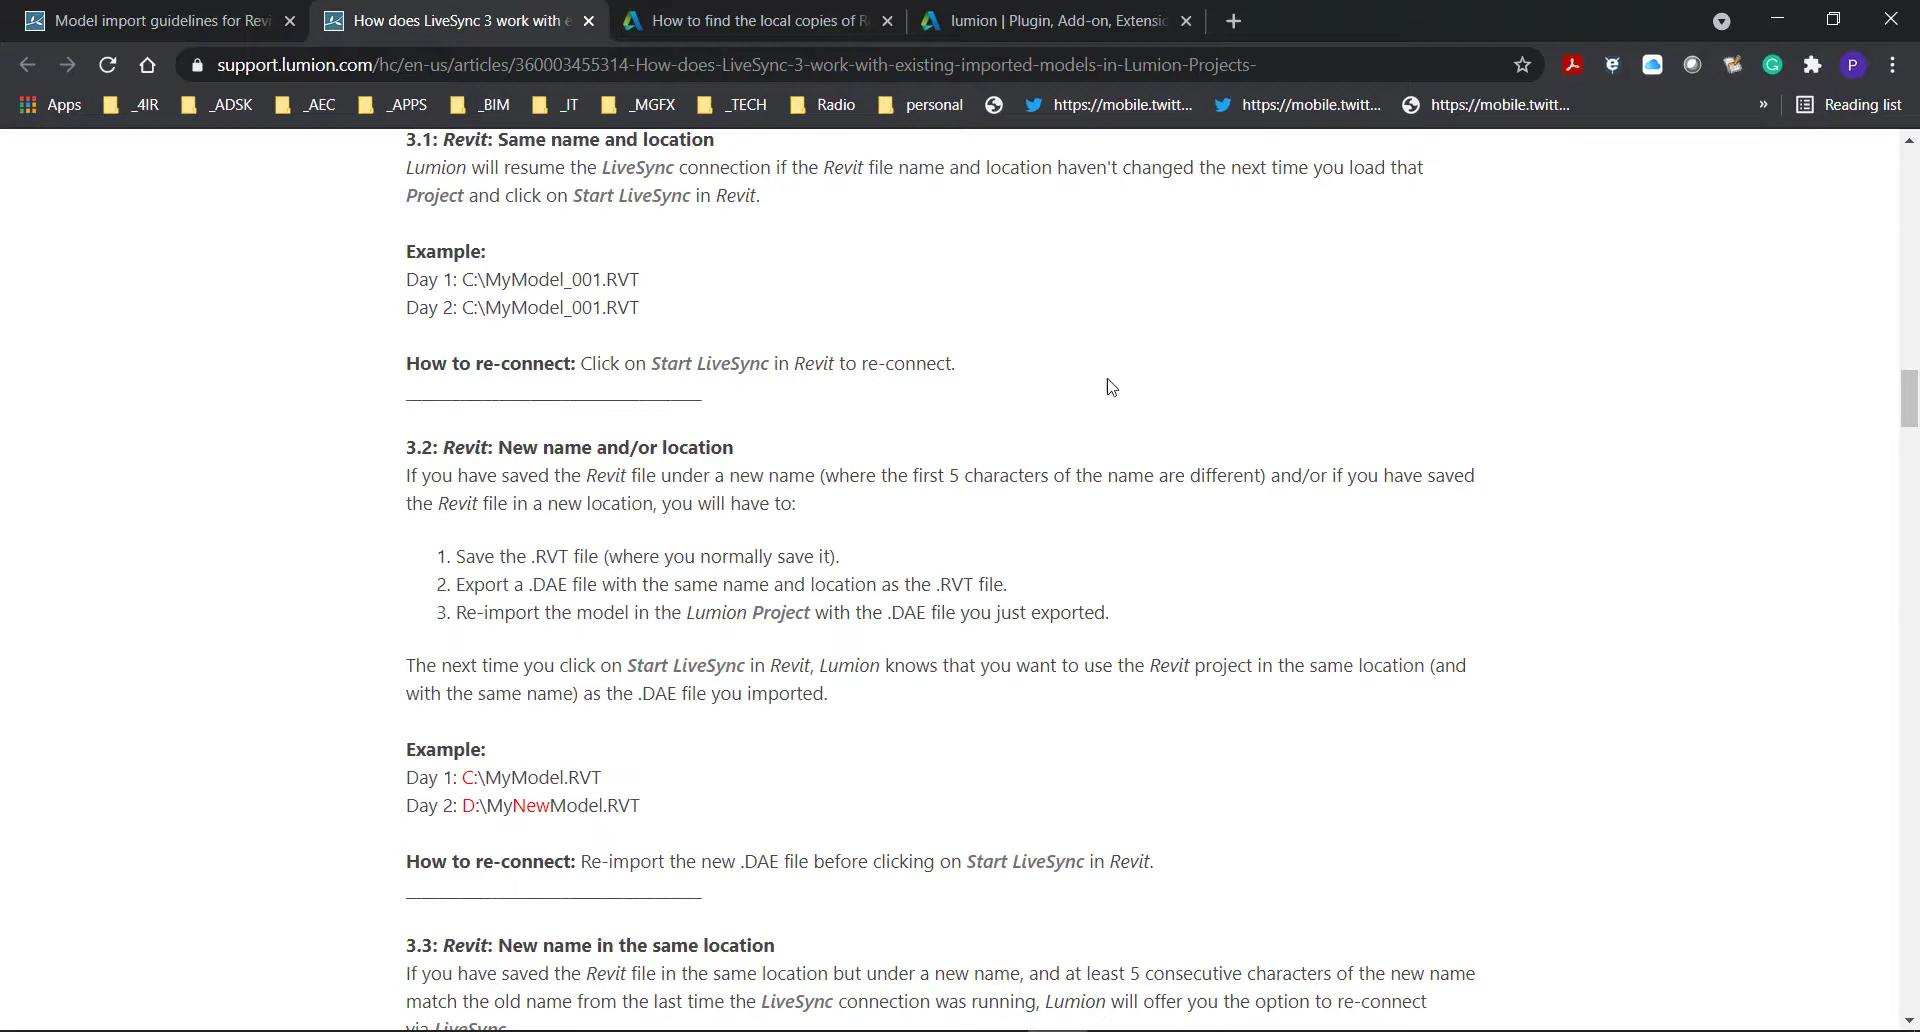 Model import guidelines for Revi
How does LiveSync 3 work with e
How to find the local copies of R
lumion | Plugin, Add-on, Extensio
support.lumion.com/hc/en-us/articles/360003455314-How-does-LiveSync-3-work-with-existing-imported-models-in-Lumion-Projects-
P
Apps _4IR _ADSK _AEC _APPS _BIM _IT _MGFX _TECH Radio personal https://mobile.twitt... https://mobile.twitt... https://mobile.twitt... » Reading list
3.1: Revit: Same name and location
Lumion will resume the LiveSync connection if the Revit file name and location haven't changed the next time you load that
Project and click on Start LiveSync in Revit.
Example:
Day 1: C:\MyModel_001.RVT
Day 2: C:\MyModel_001.RVT
How to re-connect: Click on Start LiveSync in Revit to re-connect.
3.2: Revit: New name and/or location
If you have saved the Revit file under a new name (where the first 5 characters of the name are different) and/or if you have saved
the Revit file in a new location, you will have to:
1. Save the .RVT file (where you normally save it).
2. Export a .DAE file with the same name and location as the .RVT file.
3. Re-import the model in the Lumion Project with the .DAE file you just exported.
The next time you click on Start LiveSync in Revit, Lumion knows that you want to use the Revit project in the same location (and
with the same name) as the .DAE file you imported.
Example:
Day 1: C:\MyModel.RVT
Day 2: D:\MyNewModel.RVT
How to re-connect: Re-import the new .DAE file before clicking on Start LiveSync in Revit.
3.3: Revit: New name in the same location
If you have saved the Revit file in the same location but under a new name, and at least 5 consecutive characters of the new name
match the old name from the last time the LiveSync connection was running, Lumion will offer you the option to re-connect
via LiveSync.